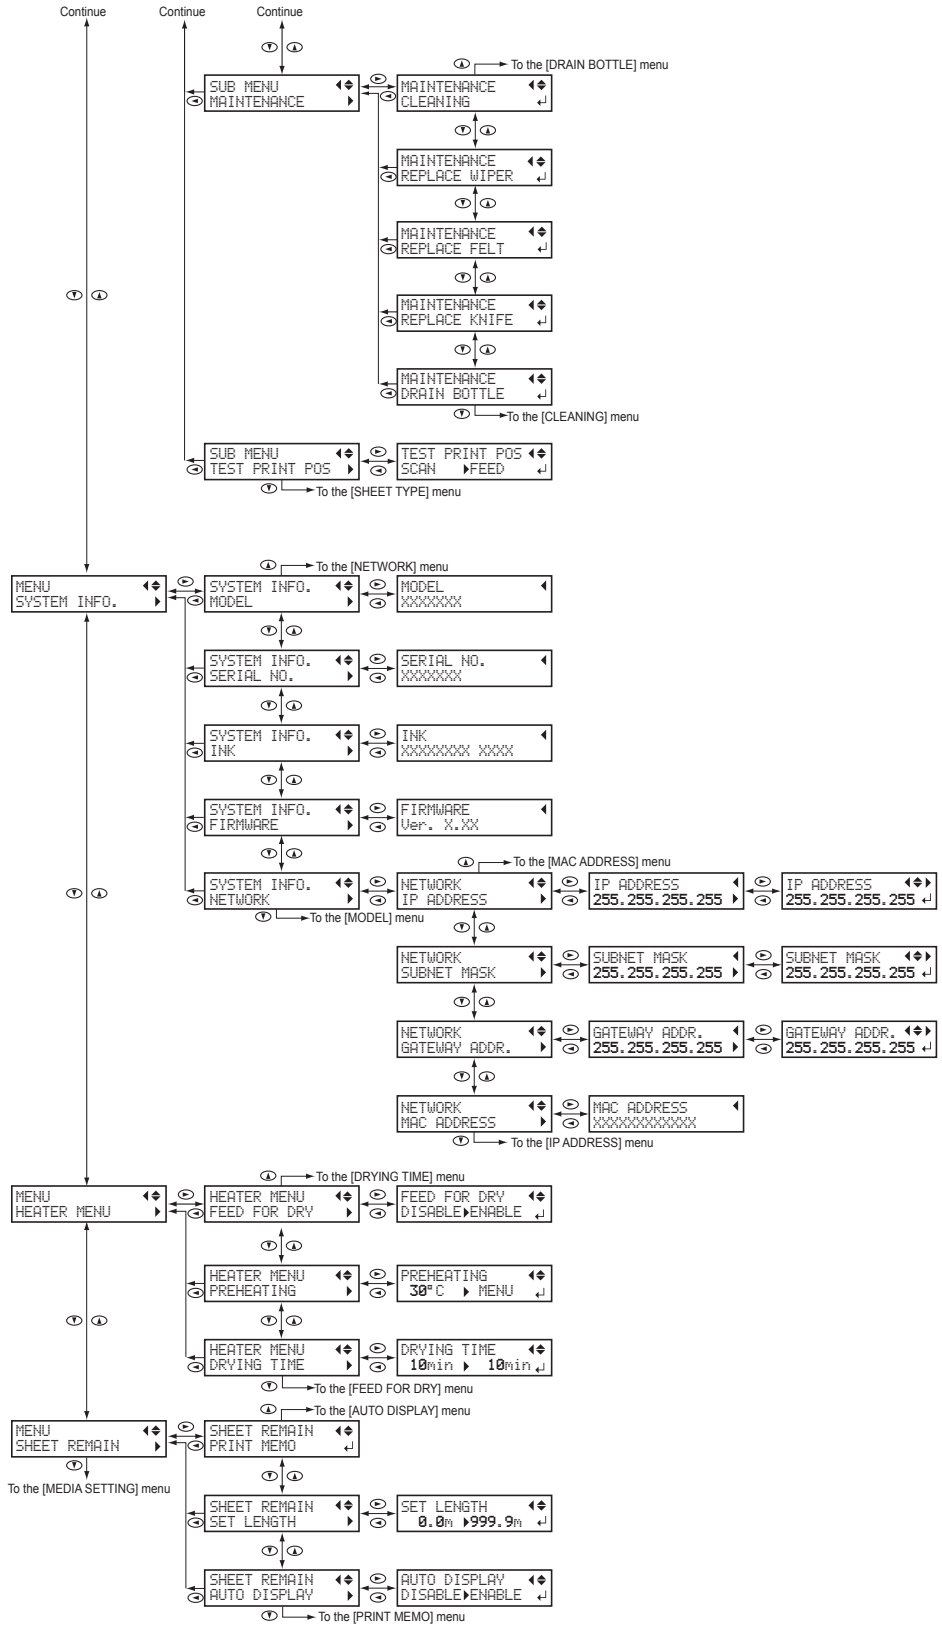 Continue
Continue
Continue
To the [DRAIN BOTTLE] menu
SUB MENU
MAINTENANCE
MAINTENANCE
CLEANING
MAINTENANCE
REPLACE WIPER
MAINTENANCE
REPLACE FELT
MAINTENANCE
REPLACE KNIFE
MAINTENANCE
DRAIN BOTTLE
To the [CLEANING] menu
SUB MENU
TEST PRINT POS
TEST PRINT POS
SCAN FEED
To the [SHEET TYPE] menu
To the [NETWORK] menu
MENU
SYSTEM INFO.
SYSTEM INFO.
MODEL
MODEL
XXXXXXX
SYSTEM INFO.
SERIAL NO.
SERIAL NO.
XXXXXXX
SYSTEM INFO.
INK
INK
XXXXXXXX XXXX
SYSTEM INFO.
FIRMWARE
FIRMWARE
Ver. X.XX
To the [MAC ADDRESS] menu
SYSTEM INFO.
NETWORK
NETWORK
IP ADDRESS
IP ADDRESS
255.255.255.255
IP ADDRESS
255.255.255.255
To the [MODEL] menu
NETWORK
SUBNET MASK
SUBNET MASK
255.255.255.255
SUBNET MASK
255.255.255.255
NETWORK
GATEWAY ADDR.
GATEWAY ADDR.
255.255.255.255
GATEWAY ADDR.
255.255.255.255
NETWORK
MAC ADDRESS
MAC ADDRESS
XXXXXXXXXXXX
To the [IP ADDRESS] menu
To the [DRYING TIME] menu
MENU
HEATER MENU
HEATER MENU
FEED FOR DRY
FEED FOR DRY
DISABLE ENABLE
HEATER MENU
PREHEATING
PREHEATING
30°C MENU
HEATER MENU
DRYING TIME
DRYING TIME
10min 10min
To the [FEED FOR DRY] menu
To the [AUTO DISPLAY] menu
MENU
SHEET REMAIN
SHEET REMAIN
PRINT MEMO
To the [MEDIA SETTING] menu
SHEET REMAIN
SET LENGTH
SET LENGTH
0.0m 999.9m
SHEET REMAIN
AUTO DISPLAY
AUTO DISPLAY
DISABLE ENABLE
To the [PRINT MEMO] menu